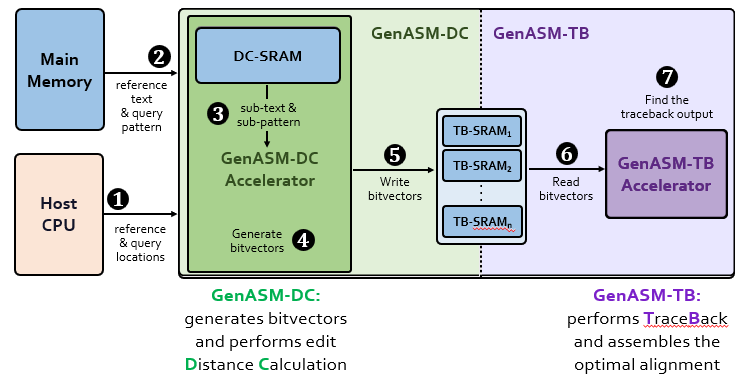 Main
Memory
2
reference
text &
& query
pattern
Host
CPU
1
reference
& query
locations
DC-SRAM
3
sub-text &
sub-pattern
GenASM-DC
Accelerator
Generate
bitvectors
4
GenASM-DC
5
Write
bitvectors
GenASM-TB
TB-SRAM1
TB-SRAM2
TB-SRAMn
6
Read
bitvectors
7
Find the
traceback output
GenASM-TB
Accelerator
GenASM-DC:
generates bitvectors
and performs edit
Distance Calculation
GenASM-TB:
performs TraceBack
and assembles the
optimal alignment